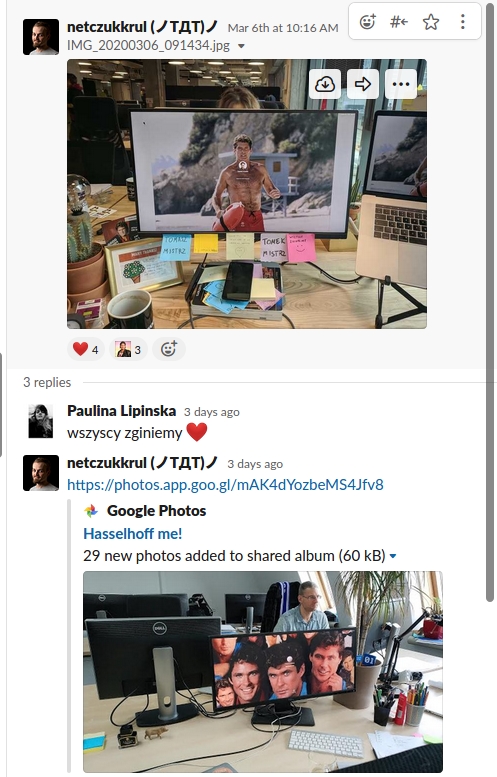 netczukkrul (ノTДT)ノ Mar 6th at 10:16 AM
IMG_20200306_091434.jpg
TOMEK
MISTRZ
TOMEK
MISTRZ
4
3
3 replies
Paulina Lipinska 3 days ago
wszyscy zginiemy ❤️
netczukkrul (ノTДT)ノ 3 days ago
https://photos.app.goo.gl/mAK4dYozbeMS4Jfv8
Google Photos
Hasselhoff me!
29 new photos added to shared album (60 kB)
DELL